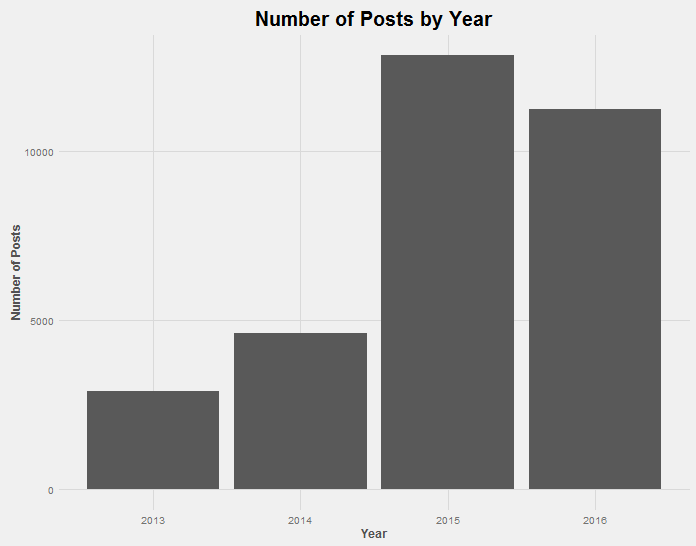 Number of Posts by Year
Number of Posts
10000
5000
0
2013 2014 2015 2016
Year